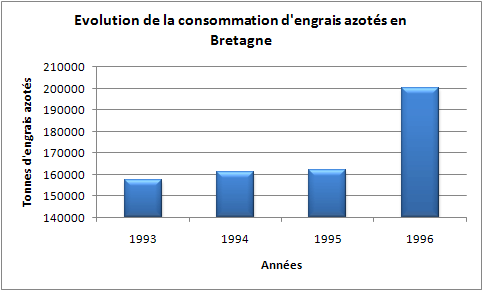 Evolution de la consommation d'engrais azotés en
Bretagne
Tonnes d'engrais azotés
210000
200000
190000
180000
170000
160000
150000
140000
1993 1994 1995 1996
Années